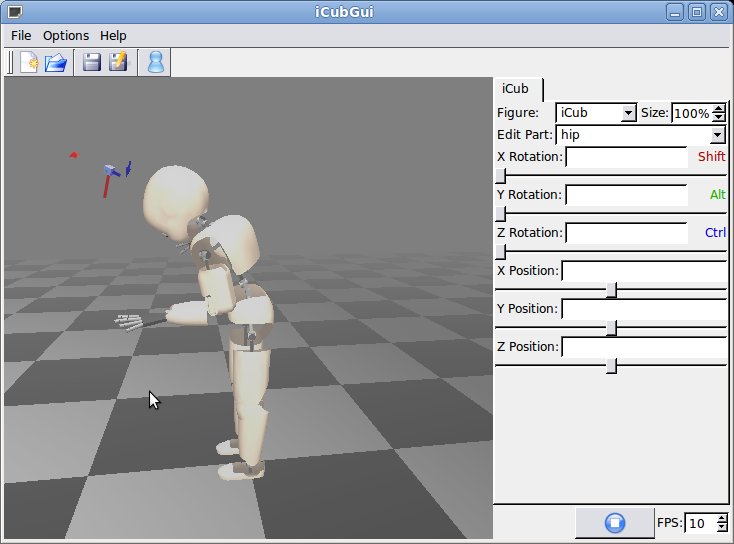 iCubGui
File Options Help
iCub
Figure: iCub Size: 100%
Edit Part: hip
X Rotation: Shift
Y Rotation: Alt
Z Rotation: Ctrl
X Position:
Y Position:
Z Position:
FPS: 10